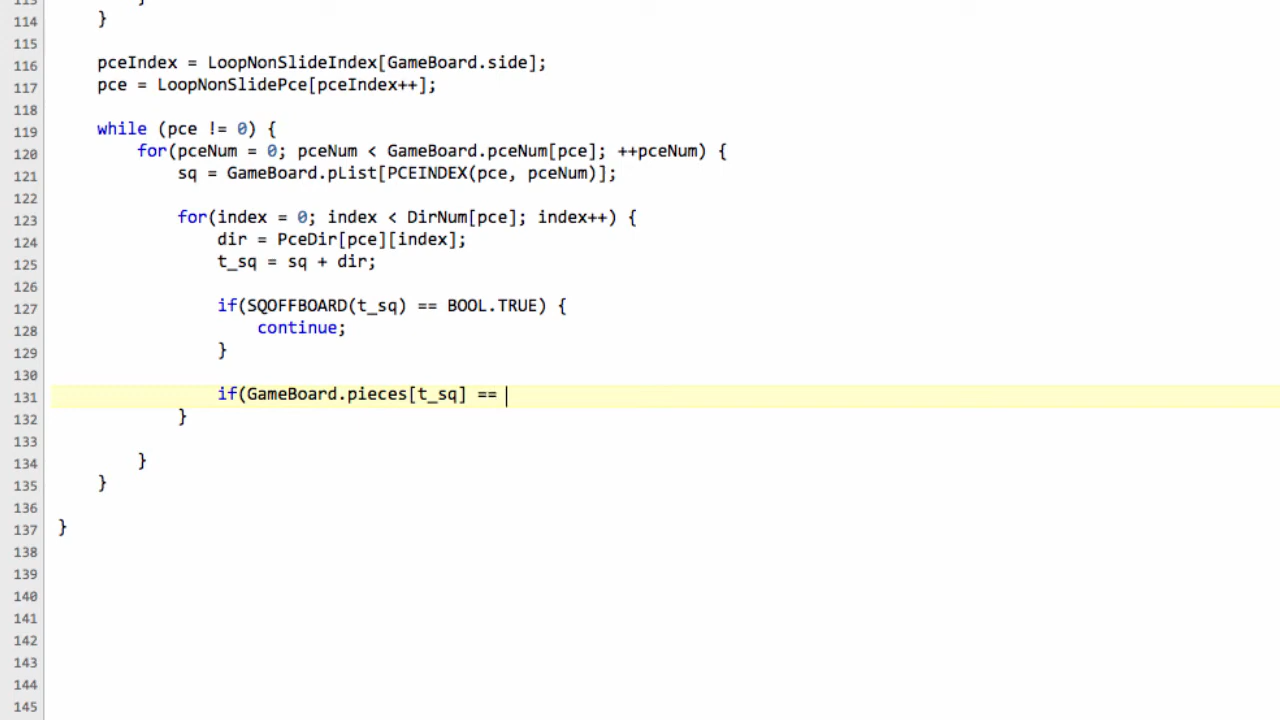 113
114 }
115
116 pceIndex = LoopNonSlideIndex[GameBoard.side];
117 pce = LoopNonSlidePce[pceIndex++];
118
119 while (pce != 0) {
120 for(pceNum = 0; pceNum < GameBoard.pceNum[pce]; ++pceNum) {
121 sq = GameBoard.pList[PCEINDEX(pce, pceNum)];
122
123 for(index = 0; index < DirNum[pce]; index++) {
124 dir = PceDir[pce][index];
125 t_sq = sq + dir;
126
127 if(SQOFFBOARD(t_sq) == BOOL.TRUE) {
128 continue;
129 }
130
131 if(GameBoard.pieces[t_sq] ==
132 }
133
134 }
135 }
136
137 }
138
139
140
141
142
143
144
145